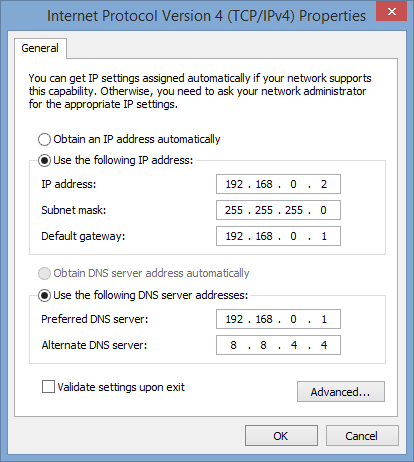 Internet Protocol Version 4 (TCP/IPv4) Properties
General
You can get IP settings assigned automatically if your network supports
this capability. Otherwise, you need to ask your network administrator
for the appropriate IP settings.
Obtain an IP address automatically
Use the following IP address:
IP address: 192 . 168 . 0 . 2
Subnet mask: 255 . 255 . 255 . 0
Default gateway: 192 . 168 . 0 . 1
Obtain DNS server address automatically
Use the following DNS server addresses:
Preferred DNS server: 192 . 168 . 0 . 1
Alternate DNS server: 8 . 8 . 4 . 4
Validate settings upon exit
Advanced...
OK Cancel